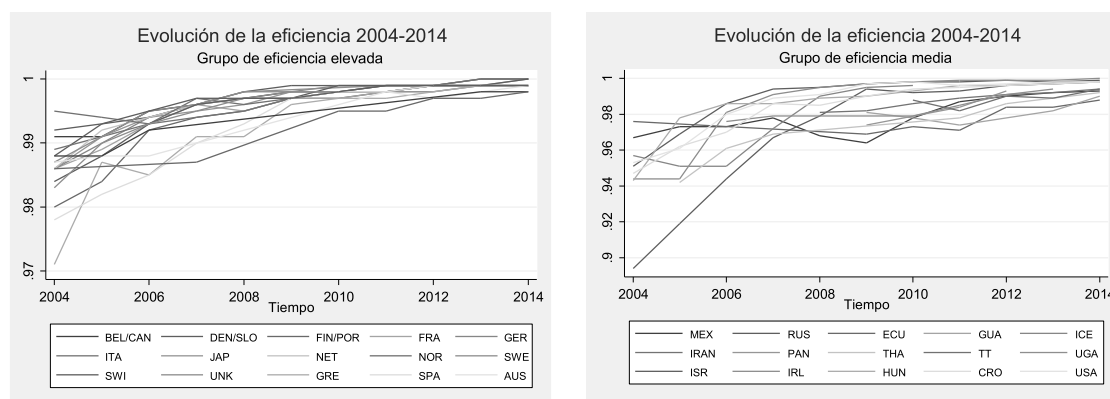 Evolución de la eficiencia 2004-2014
Grupo de eficiencia elevada
1
.99
.98
.97
2004 2006 2008 2010 2012 2014
Tiempo
BEL/CAN DEN/SLO FIN/POR FRA GER
ITA JAP NET NOR SWE
SWI UNK GRE SPA AUS
Evolución de la eficiencia 2004-2014
Grupo de eficiencia media
1
.98
.96
.94
.92
.9
2004 2006 2008 2010 2012 2014
Tiempo
MEX RUS ECU GUA ICE
IRAN PAN THA TT UGA
ISR IRL HUN CRO USA